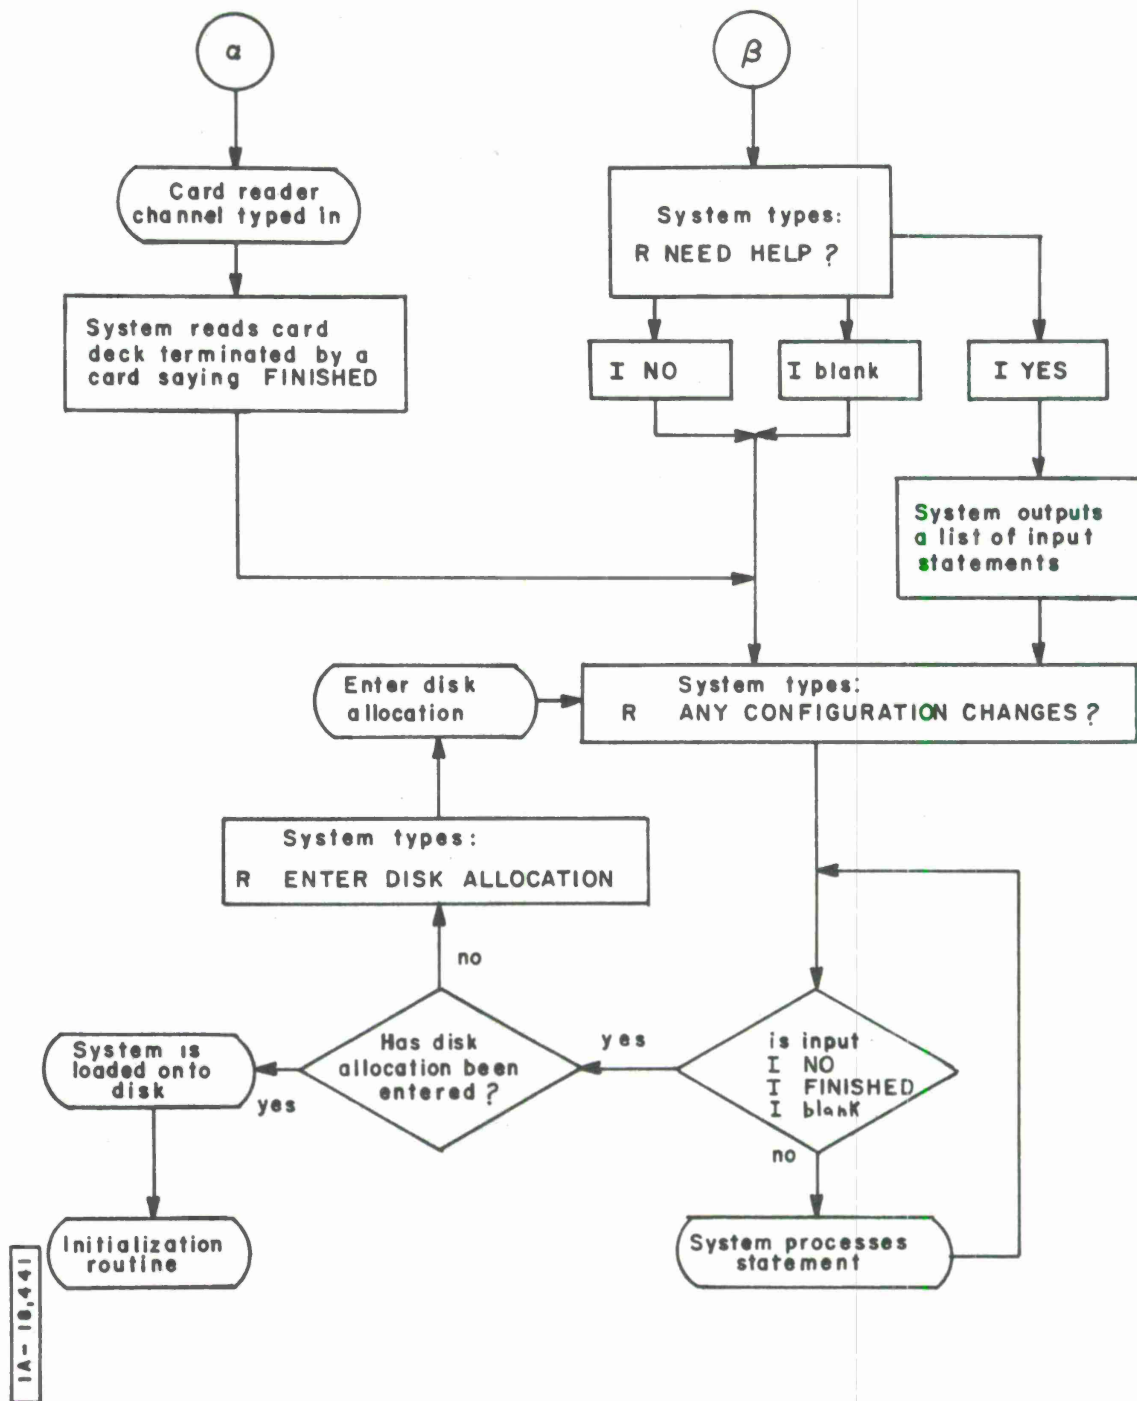 α
β
Card reader
channel typed in
System types:
R NEED HELP ?
System reads card
deck terminated by a
card saying FINISHED
I NO
I blank
I YES
System outputs
a list of input
statements
Enter disk
allocation
System types:
R ANY CONFIGURATION CHANGES ?
System types:
R ENTER DISK ALLOCATION
no
Has disk
allocation been
entered ?
yes
is input
I NO
I FINISHED
I blank
System is
loaded onto
disk
yes
no
Initialization
routine
System processes
statement
IA-18,441